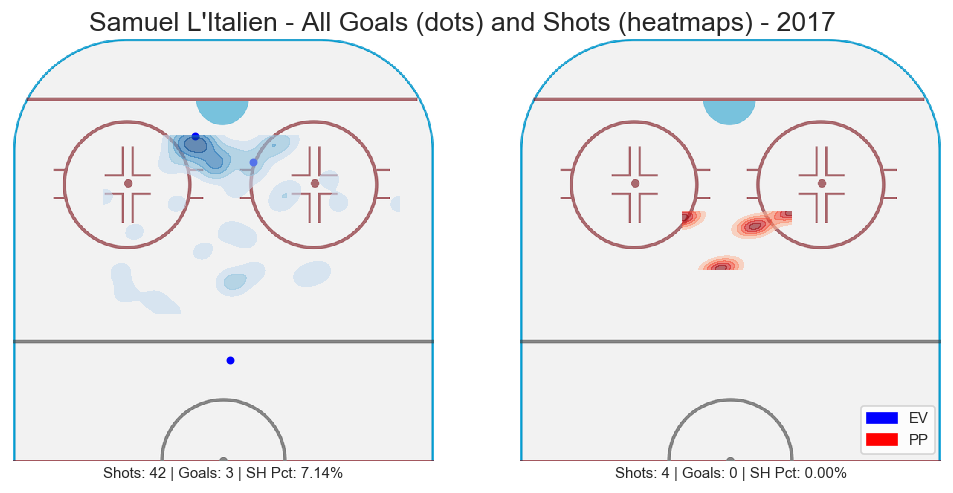 Samuel L'Italien - All Goals (dots) and Shots (heatmaps) - 2017
EV
PP
Shots: 42 | Goals: 3 | SH Pct: 7.14%
Shots: 4 | Goals: 0 | SH Pct: 0.00%